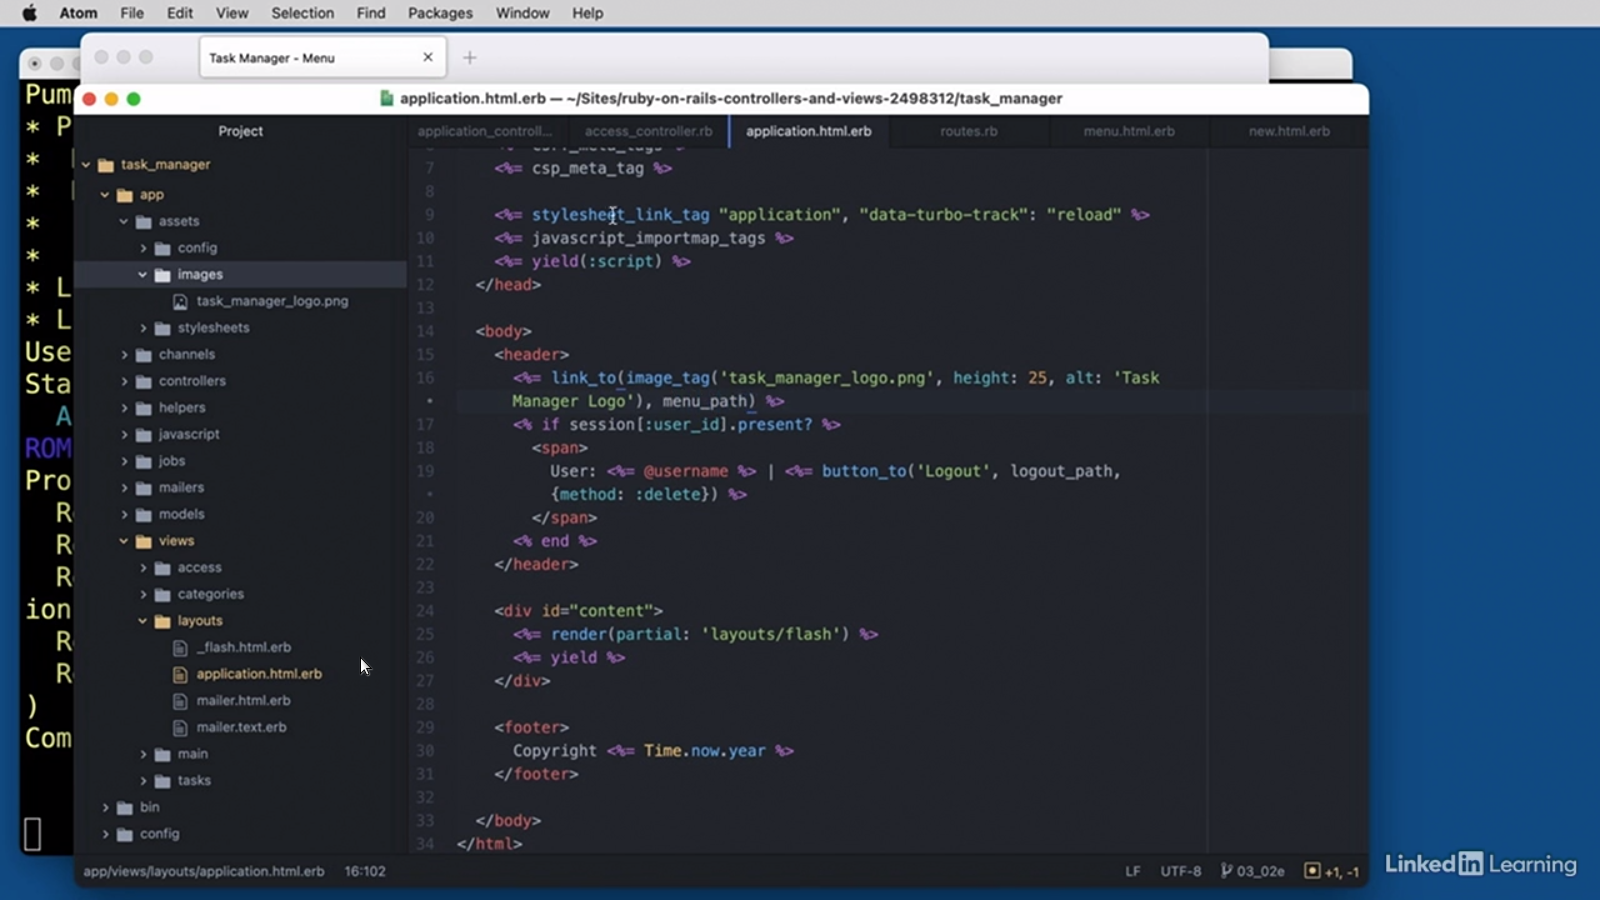 Atom File Edit View Selection Find Packages Window Help
Task Manager - Menu
application.html.erb — ~/Sites/ruby-on-rails-controllers-and-views-2498312/task_manager
Project
application_controll... access_controller.rb application.html.erb routes.rb menu.html.erb new.html.erb
task_manager
app
assets
config
images
task_manager_logo.png
stylesheets
channels
controllers
helpers
javascript
jobs
mailers
models
views
access
categories
layouts
_flash.html.erb
application.html.erb
mailer.html.erb
mailer.text.erb
main
tasks
bin
config
7 <%= csp_meta_tag %>
8
9 <%= stylesheet_link_tag "application", "data-turbo-track": "reload" %>
10 <%= javascript_importmap_tags %>
11 <%= yield(:script) %>
12 </head>
13
14 <body>
15 <header>
16 <%= link_to(image_tag('task_manager_logo.png', height: 25, alt: 'Task
• Manager Logo'), menu_path) %>
17 <% if session[:user_id].present? %>
18 <span>
19 User: <%= @username %> | <%= button_to('Logout', logout_path,
• {method: :delete}) %>
20 </span>
21 <% end %>
22 </header>
23
24 <div id="content">
25 <%= render(partial: 'layouts/flash') %>
26 <%= yield %>
27 </div>
28
29 <footer>
30 Copyright <%= Time.now.year %>
31 </footer>
32
33 </body>
34 </html>
app/views/layouts/application.html.erb 16:102 LF UTF-8 03_02e +1, -1
Pum
* P
*
*
*
*
* L
* L
Use
Sta
A
ROM
Pro
R
R
R
ion
R
R
)
Com
LinkedIn Learning